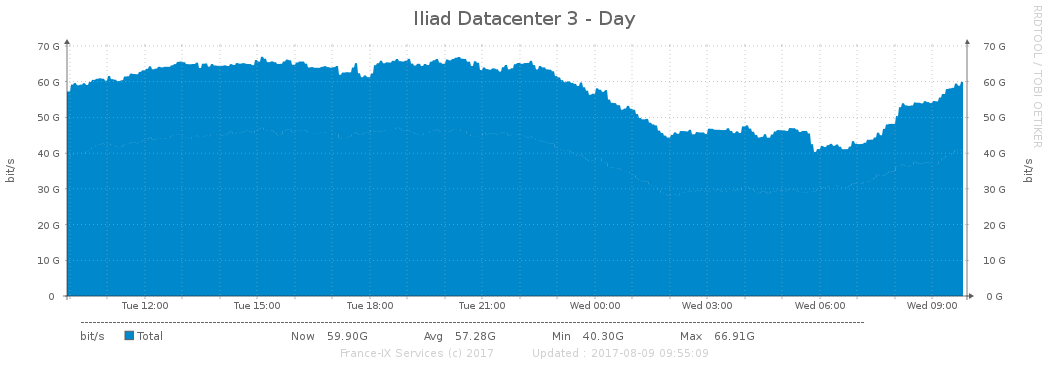 Iliad Datacenter 3 - Day
RRDTOOL / TOBI OETIKER
70 G 70 G
60 G 60 G
50 G 50 G
40 G 40 G
30 G 30 G
20 G 20 G
10 G 10 G
0 0 G
bit/s bit/s
Tue 12:00 Tue 15:00 Tue 18:00 Tue 21:00 Wed 00:00 Wed 03:00 Wed 06:00 Wed 09:00
bit/s Total Now 59.90G Avg 57.28G Min 40.30G Max 66.91G
France-IX Services (c) 2017 Updated : 2017-08-09 09:55:09